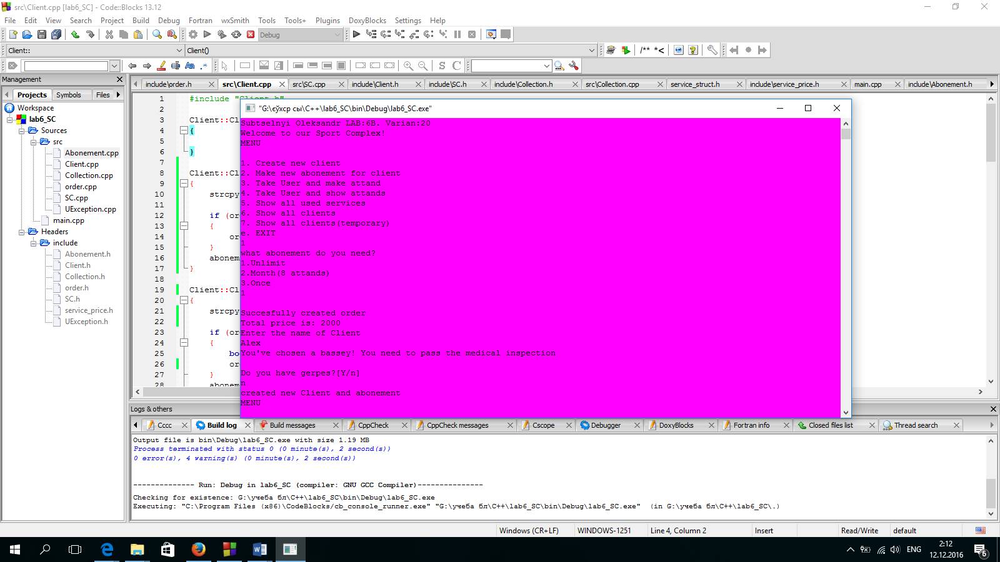 src\Client.cpp [lab6_SC] - Code::Blocks 13.12
File Edit View Search Project Build Debug Fortran wxSmith Tools Tools+ Plugins DoxyBlocks Settings Help
Debug
Client:: Client()
/** *<
Aa .*
S C
Management
Projects Symbols Files
Workspace
lab6_SC
Sources
src
Abonement.cpp
Client.cpp
Collection.cpp
order.cpp
SC.cpp
UException.cpp
main.cpp
Headers
include
Abonement.h
Client.h
Collection.h
order.h
SC.h
service_price.h
UException.h
include\order.h src\Client.cpp src\SC.cpp include\Client.h include\SC.h include\Collection.h src\Collection.cpp service_struct.h include\service_price.h main.cpp include\Abonement.h
1 #include "Client.h"
2
3 Client::Cl
4 {
5
6 }
7
8 Client::Cl
9 {
10 strcpy
11
12 if (or
13 {
14 or
15 }
16 abonem
17 }
18
19 Client::Cl
20 {
21 strcpy
22
23 if (or
24 {
25 bo
26 or
27 }
28 abonem
"G:\єўхср сы\C++\lab6_SC\bin\Debug\lab6_SC.exe"
Subtselnyi Oleksandr LAB:6B. Varian:20
Welcome to our Sport Complex!
MENU
1. Create new client
2. Make new abonement for client
3. Take User and make attand
4. Take User and show attands
5. Show all used services
6. Show all clients
7. Show all clients(temporary)
e. EXIT
1
what abonement do you need?
1.Unlimit
2.Month(8 attands)
3.Once
1
Succesfully created order
Total price is: 2000
Enter the name of Client
Alex
You've chosen a bassey! You need to pass the medical inspection
Do you have gerpes?[Y/n]
n
created new Client and abonement
MENU
Logs & others
Cccc Build log Build messages CppCheck CppCheck messages Cscope Debugger DoxyBlocks Fortran info Closed files list Thread search
Output file is bin\Debug\lab6_SC.exe with size 1.19 MB
Process terminated with status 0 (0 minute(s), 2 second(s))
0 error(s), 4 warning(s) (0 minute(s), 2 second(s))
-------------- Run: Debug in lab6_SC (compiler: GNU GCC Compiler)---------------
Checking for existence: G:\учеба бл\C++\lab6_SC\bin\Debug\lab6_SC.exe
Executing: "C:\Program Files (x86)\CodeBlocks/cb_console_runner.exe" "G:\учеба бл\C++\lab6_SC\bin\Debug\lab6_SC.exe"  (in G:\учеба бл\C++\lab6_SC\.)
Windows (CR+LF) WINDOWS-1251 Line 4, Column 2 Insert Read/Write default
ENG
2:12
12.12.2016
6